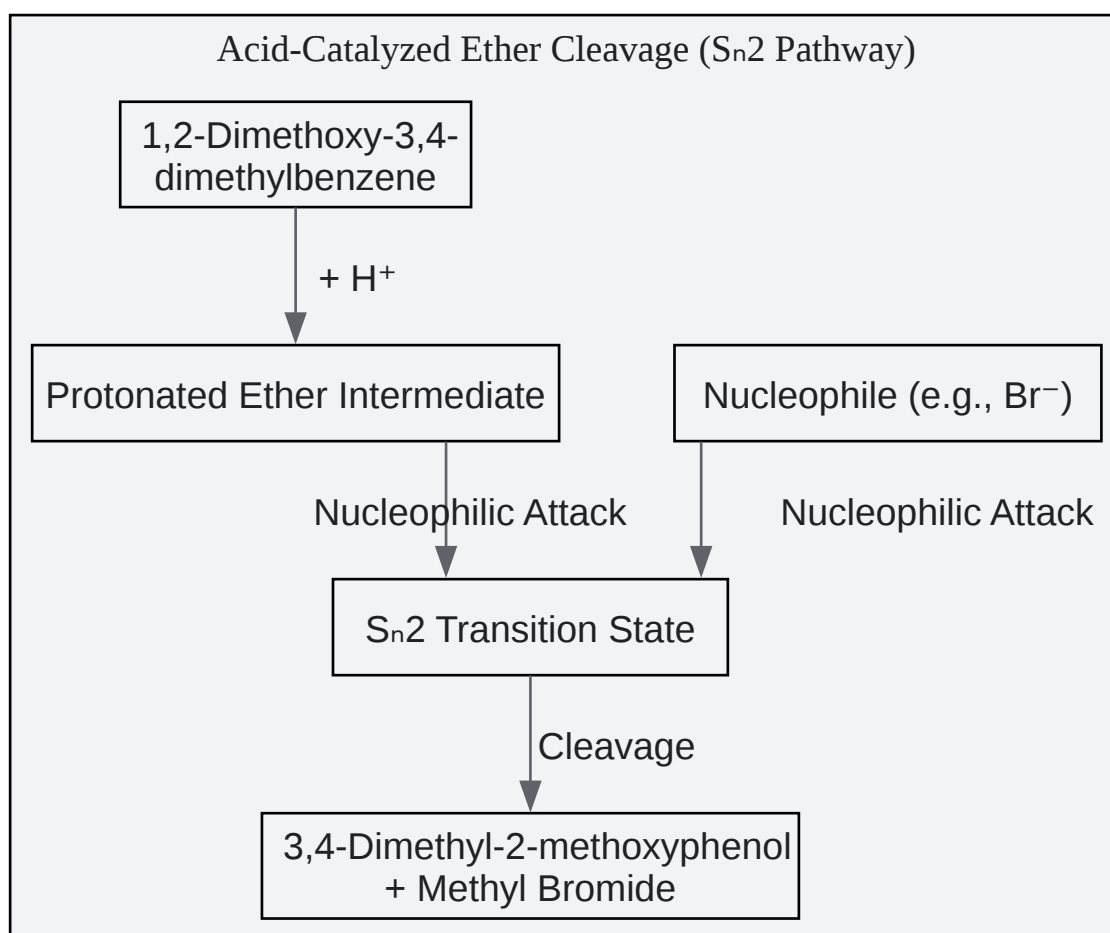 Acid-Catalyzed Ether Cleavage (Sₙ2 Pathway)
1,2-Dimethoxy-3,4-
dimethylbenzene
+ H⁺
Protonated Ether Intermediate
Nucleophile (e.g., Br⁻)
Nucleophilic Attack
Nucleophilic Attack
Sₙ2 Transition State
Cleavage
3,4-Dimethyl-2-methoxyphenol
+ Methyl Bromide